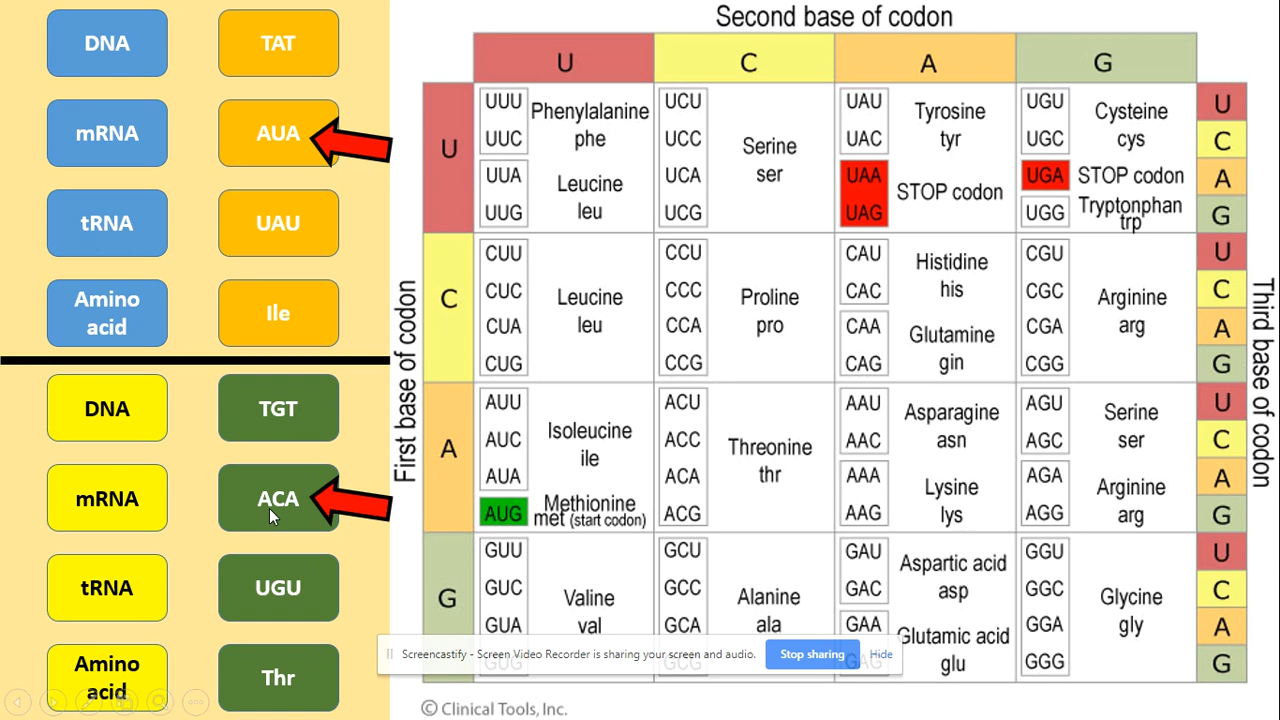 DNA
TAT
mRNA
AUA
tRNA
UAU
Amino
acid
Ile
DNA
TGT
mRNA
ACA
tRNA
UGU
Amino
acid
Thr
Second base of codon
U
C
A
G
First base of codon
Third base of codon
U
UUU
UUC
Phenylalanine
phe
UUA
UUG
Leucine
leu
UCU
UCC
UCA
UCG
Serine
ser
UAU
UAC
Tyrosine
tyr
UAA
UAG
STOP codon
UGU
UGC
Cysteine
cys
UGA
STOP codon
UGG
Tryptonphan
trp
U
C
A
G
C
CUU
CUC
CUA
CUG
Leucine
leu
CCU
CCC
CCA
CCG
Proline
pro
CAU
CAC
Histidine
his
CAA
CAG
Glutamine
gin
CGU
CGC
CGA
CGG
Arginine
arg
U
C
A
G
A
AUU
AUC
AUA
Isoleucine
ile
AUG
Methionine
met (start codon)
ACU
ACC
ACA
ACG
Threonine
thr
AAU
AAC
Asparagine
asn
AAA
AAG
Lysine
lys
AGU
AGC
Serine
ser
AGA
AGG
Arginine
arg
U
C
A
G
G
GUU
GUC
GUA
GUG
Valine
val
GCU
GCC
GCA
GCG
Alanine
ala
GAU
GAC
Aspartic acid
asp
GAA
GAG
Glutamic acid
glu
GGU
GGC
GGA
GGG
Glycine
gly
U
C
A
G
Screencastify - Screen Video Recorder is sharing your screen and audio.
Stop sharing
Hide
© Clinical Tools, Inc.